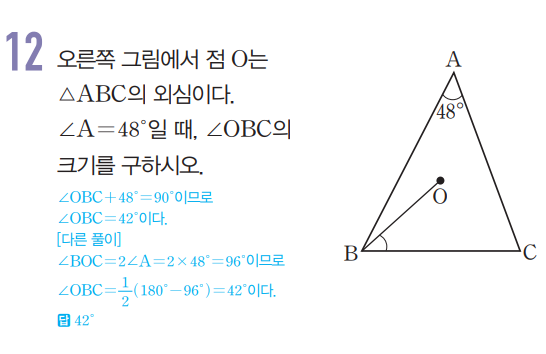 12 오른쪽 그림에서 점 O는
△ABC의 외심이다.
∠A=48°일 때, ∠OBC의
크기를 구하시오.
∠OBC+48°=90°이므로
∠OBC=42°이다.
[다른 풀이]
∠BOC=2∠A=2×48°=96°이므로
∠OBC=1/2(180°-96°)=42°이다.
답 42°
A
48°
O
B
C